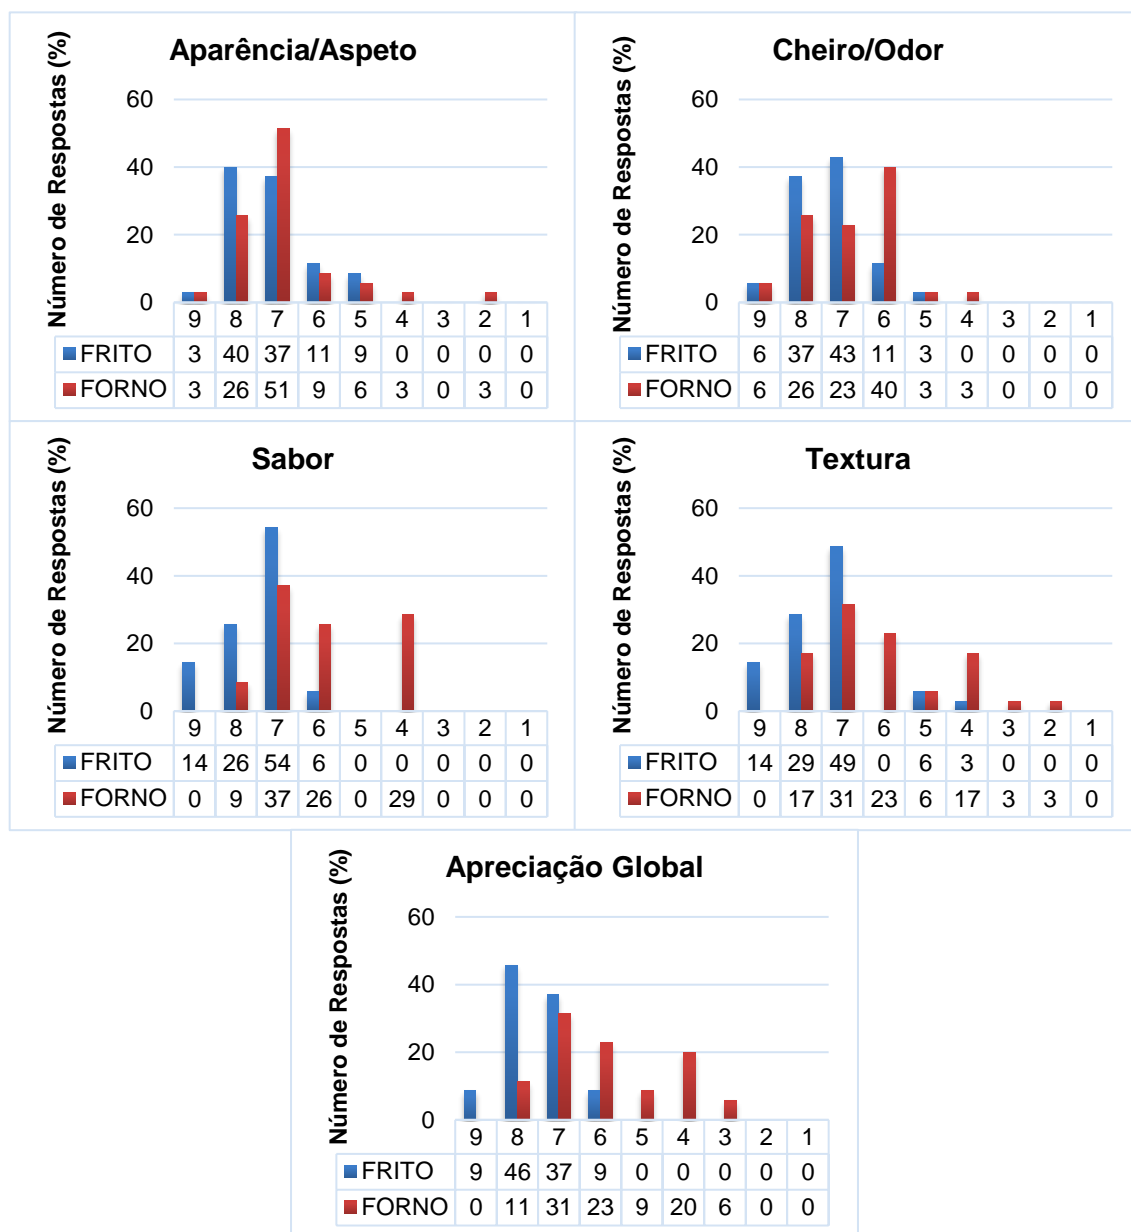 Aparência/Aspeto
Número de Respostas (%)
60
40
20
0
9 8 7 6 5 4 3 2 1
FRITO 3 40 37 11 9 0 0 0 0
FORNO 3 26 51 9 6 3 0 3 0
Cheiro/Odor
Número de Respostas (%)
60
40
20
0
9 8 7 6 5 4 3 2 1
FRITO 6 37 43 11 3 0 0 0 0
FORNO 6 26 23 40 3 3 0 0 0
Sabor
Número de Respostas (%)
60
40
20
0
9 8 7 6 5 4 3 2 1
FRITO 14 26 54 6 0 0 0 0 0
FORNO 0 9 37 26 0 29 0 0 0
Textura
Número de Respostas (%)
60
40
20
0
9 8 7 6 5 4 3 2 1
FRITO 14 29 49 0 6 3 0 0 0
FORNO 0 17 31 23 6 17 3 3 0
Apreciação Global
Número de Respostas (%)
60
40
20
0
9 8 7 6 5 4 3 2 1
FRITO 9 46 37 9 0 0 0 0 0
FORNO 0 11 31 23 9 20 6 0 0